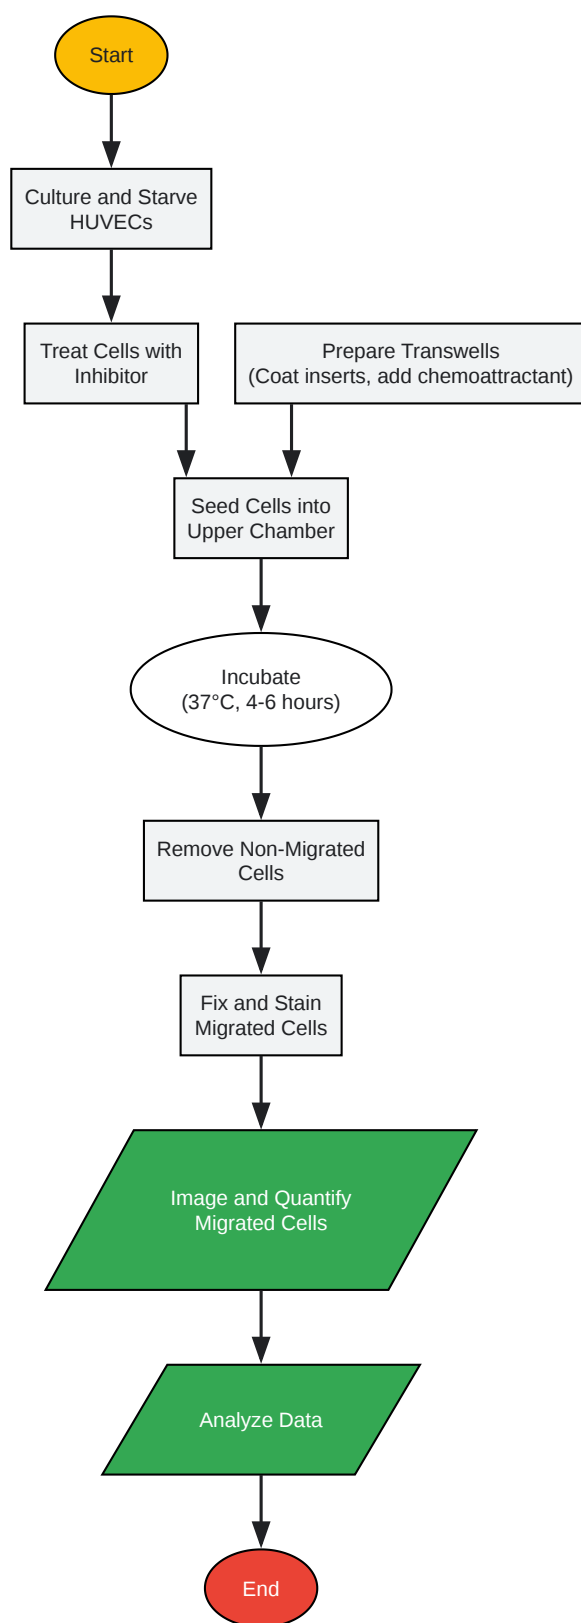 Start
Culture and Starve
HUVECs
Treat Cells with
Inhibitor
Prepare Transwells
(Coat inserts, add chemoattractant)
Seed Cells into
Upper Chamber
Incubate
(37°C, 4-6 hours)
Remove Non-Migrated
Cells
Fix and Stain
Migrated Cells
Image and Quantify
Migrated Cells
Analyze Data
End